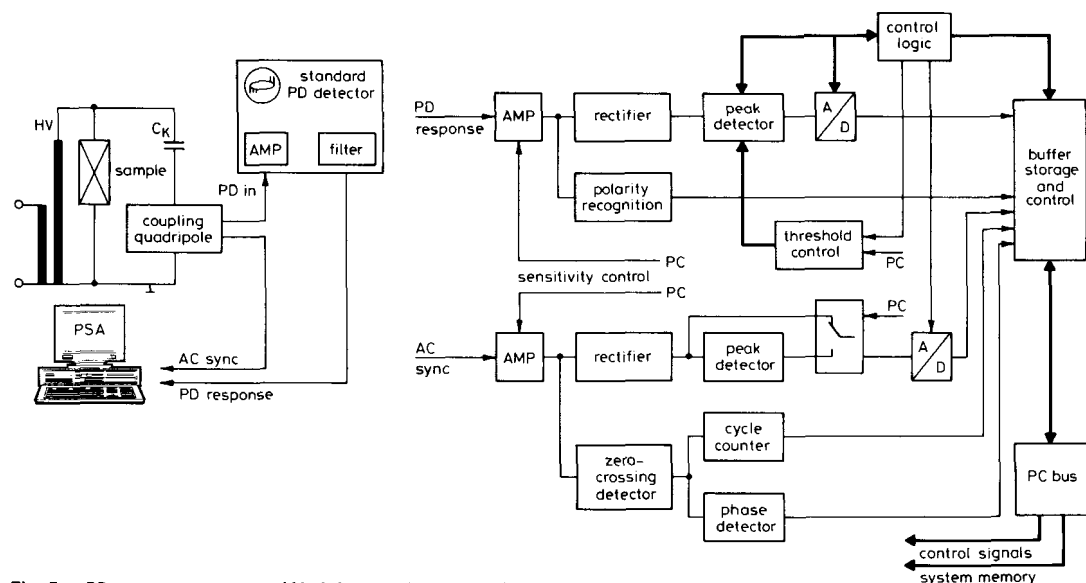 HV
C_K
sample
coupling
quadripole
standard
PD detector
AMP
filter
PD in
PSA
AC sync
PD response
PD
response
AMP
rectifier
peak
detector
A
D
control
logic
buffer
storage
and
control
polarity
recognition
threshold
control
PC
PC
sensitivity control
PC
AC
sync
AMP
rectifier
peak
detector
PC
A
D
cycle
counter
zero-
crossing
detector
phase
detector
PC bus
control signals
system memory